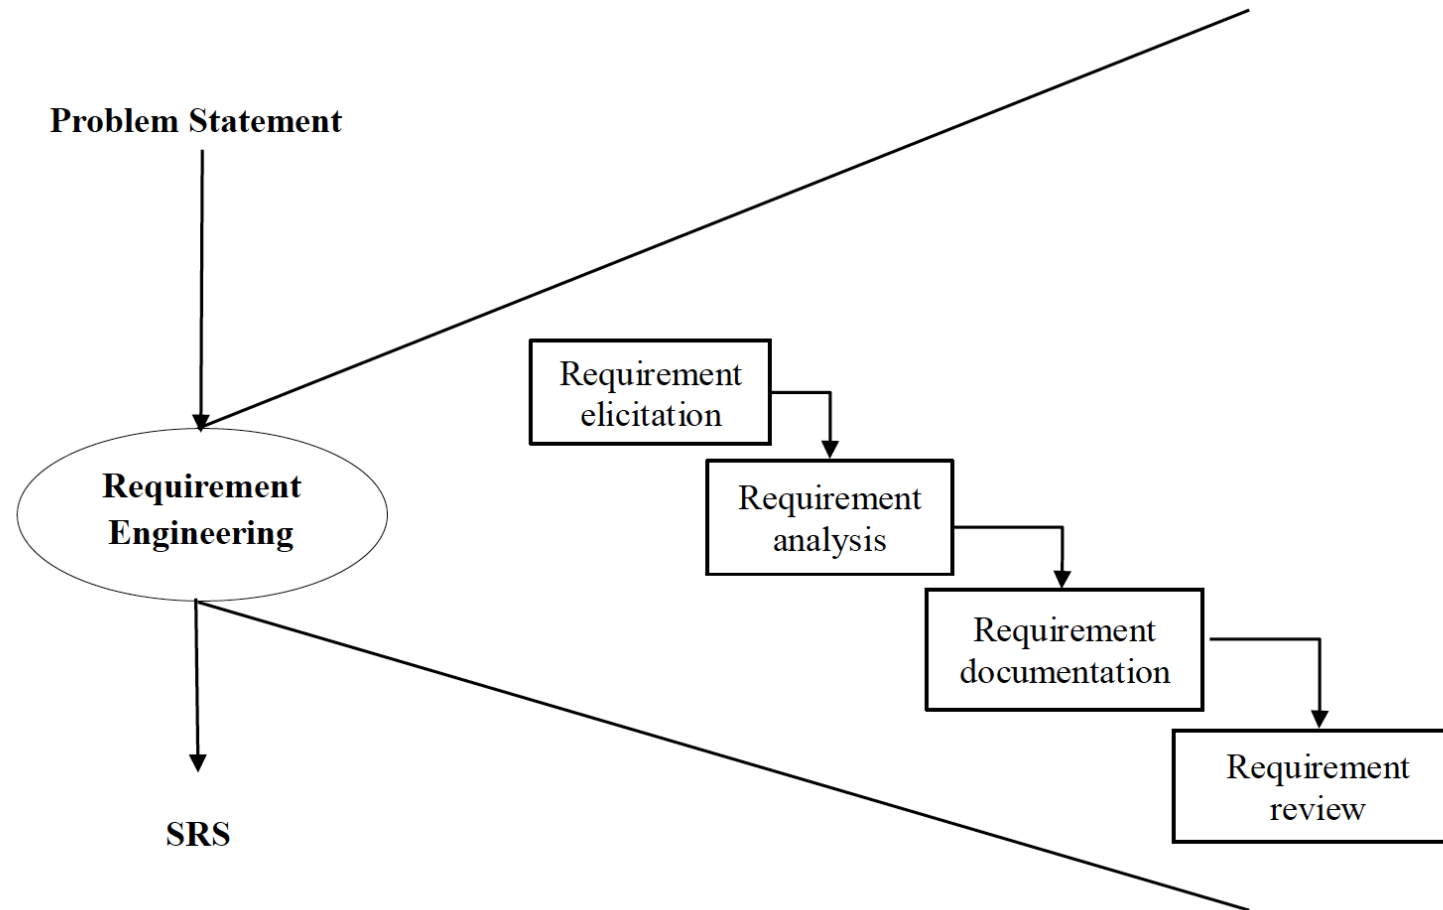 Problem Statement
Requirement
Engineering
SRS
Requirement
elicitation
Requirement
analysis
Requirement
documentation
Requirement
review